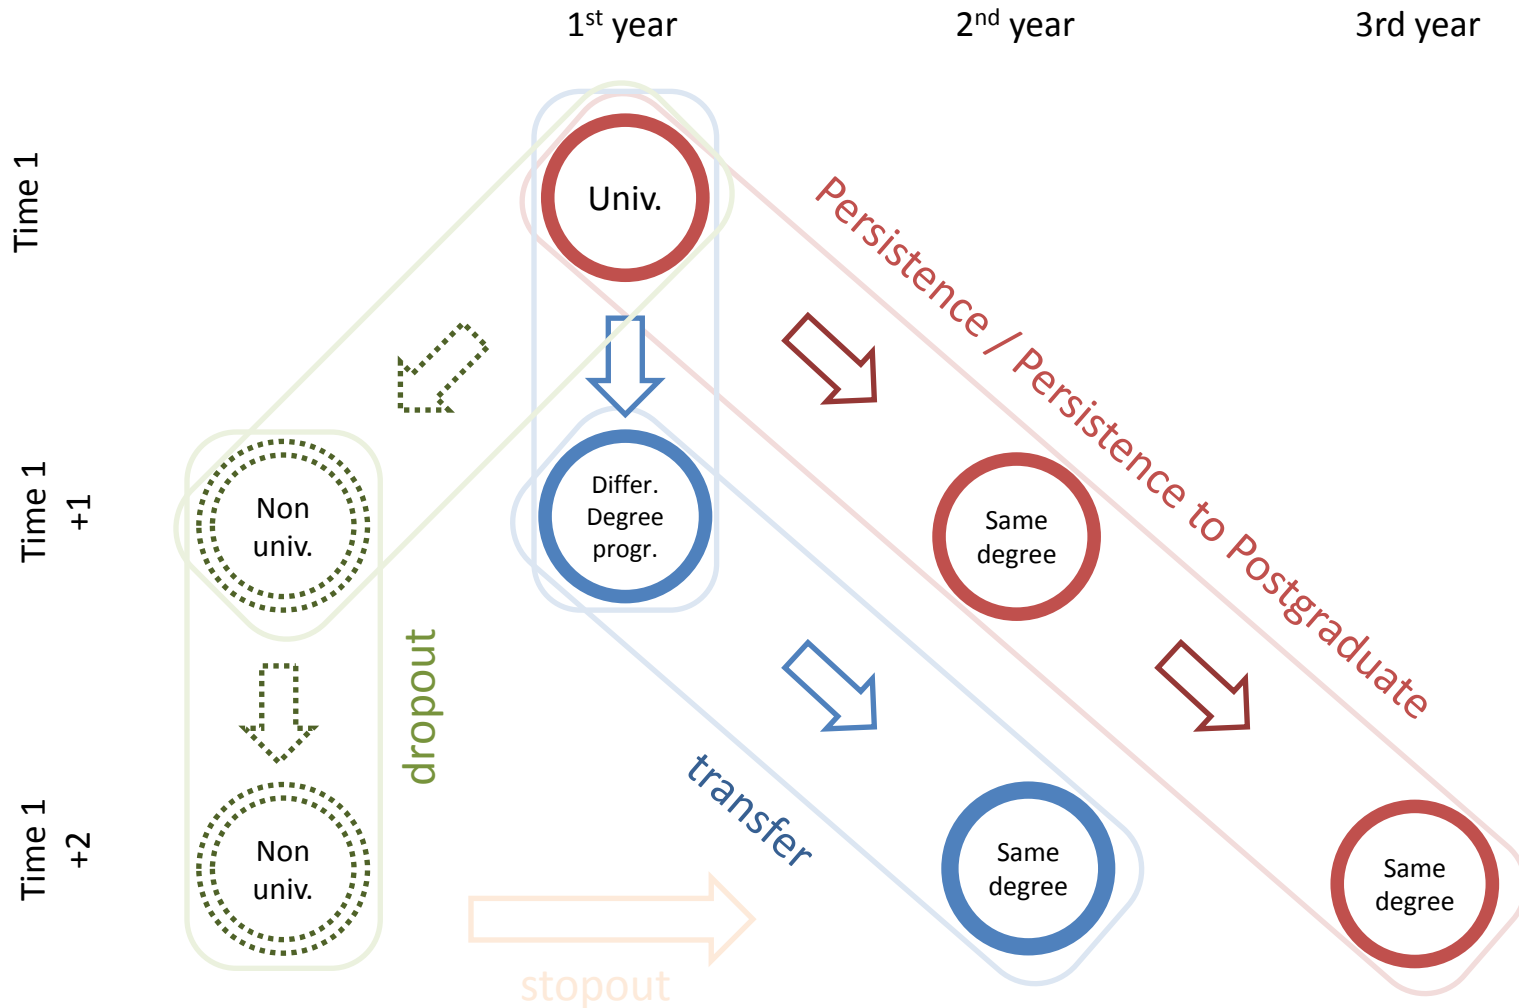 1st year
2nd year
3rd year
Time 1
Univ.
Persistence / Persistence to Postgraduate
Time 1
+1
Non
univ.
Differ.
Degree
progr.
Same
degree
dropout
transfer
Time 1
+2
Non
univ.
Same
degree
Same
degree
stopout